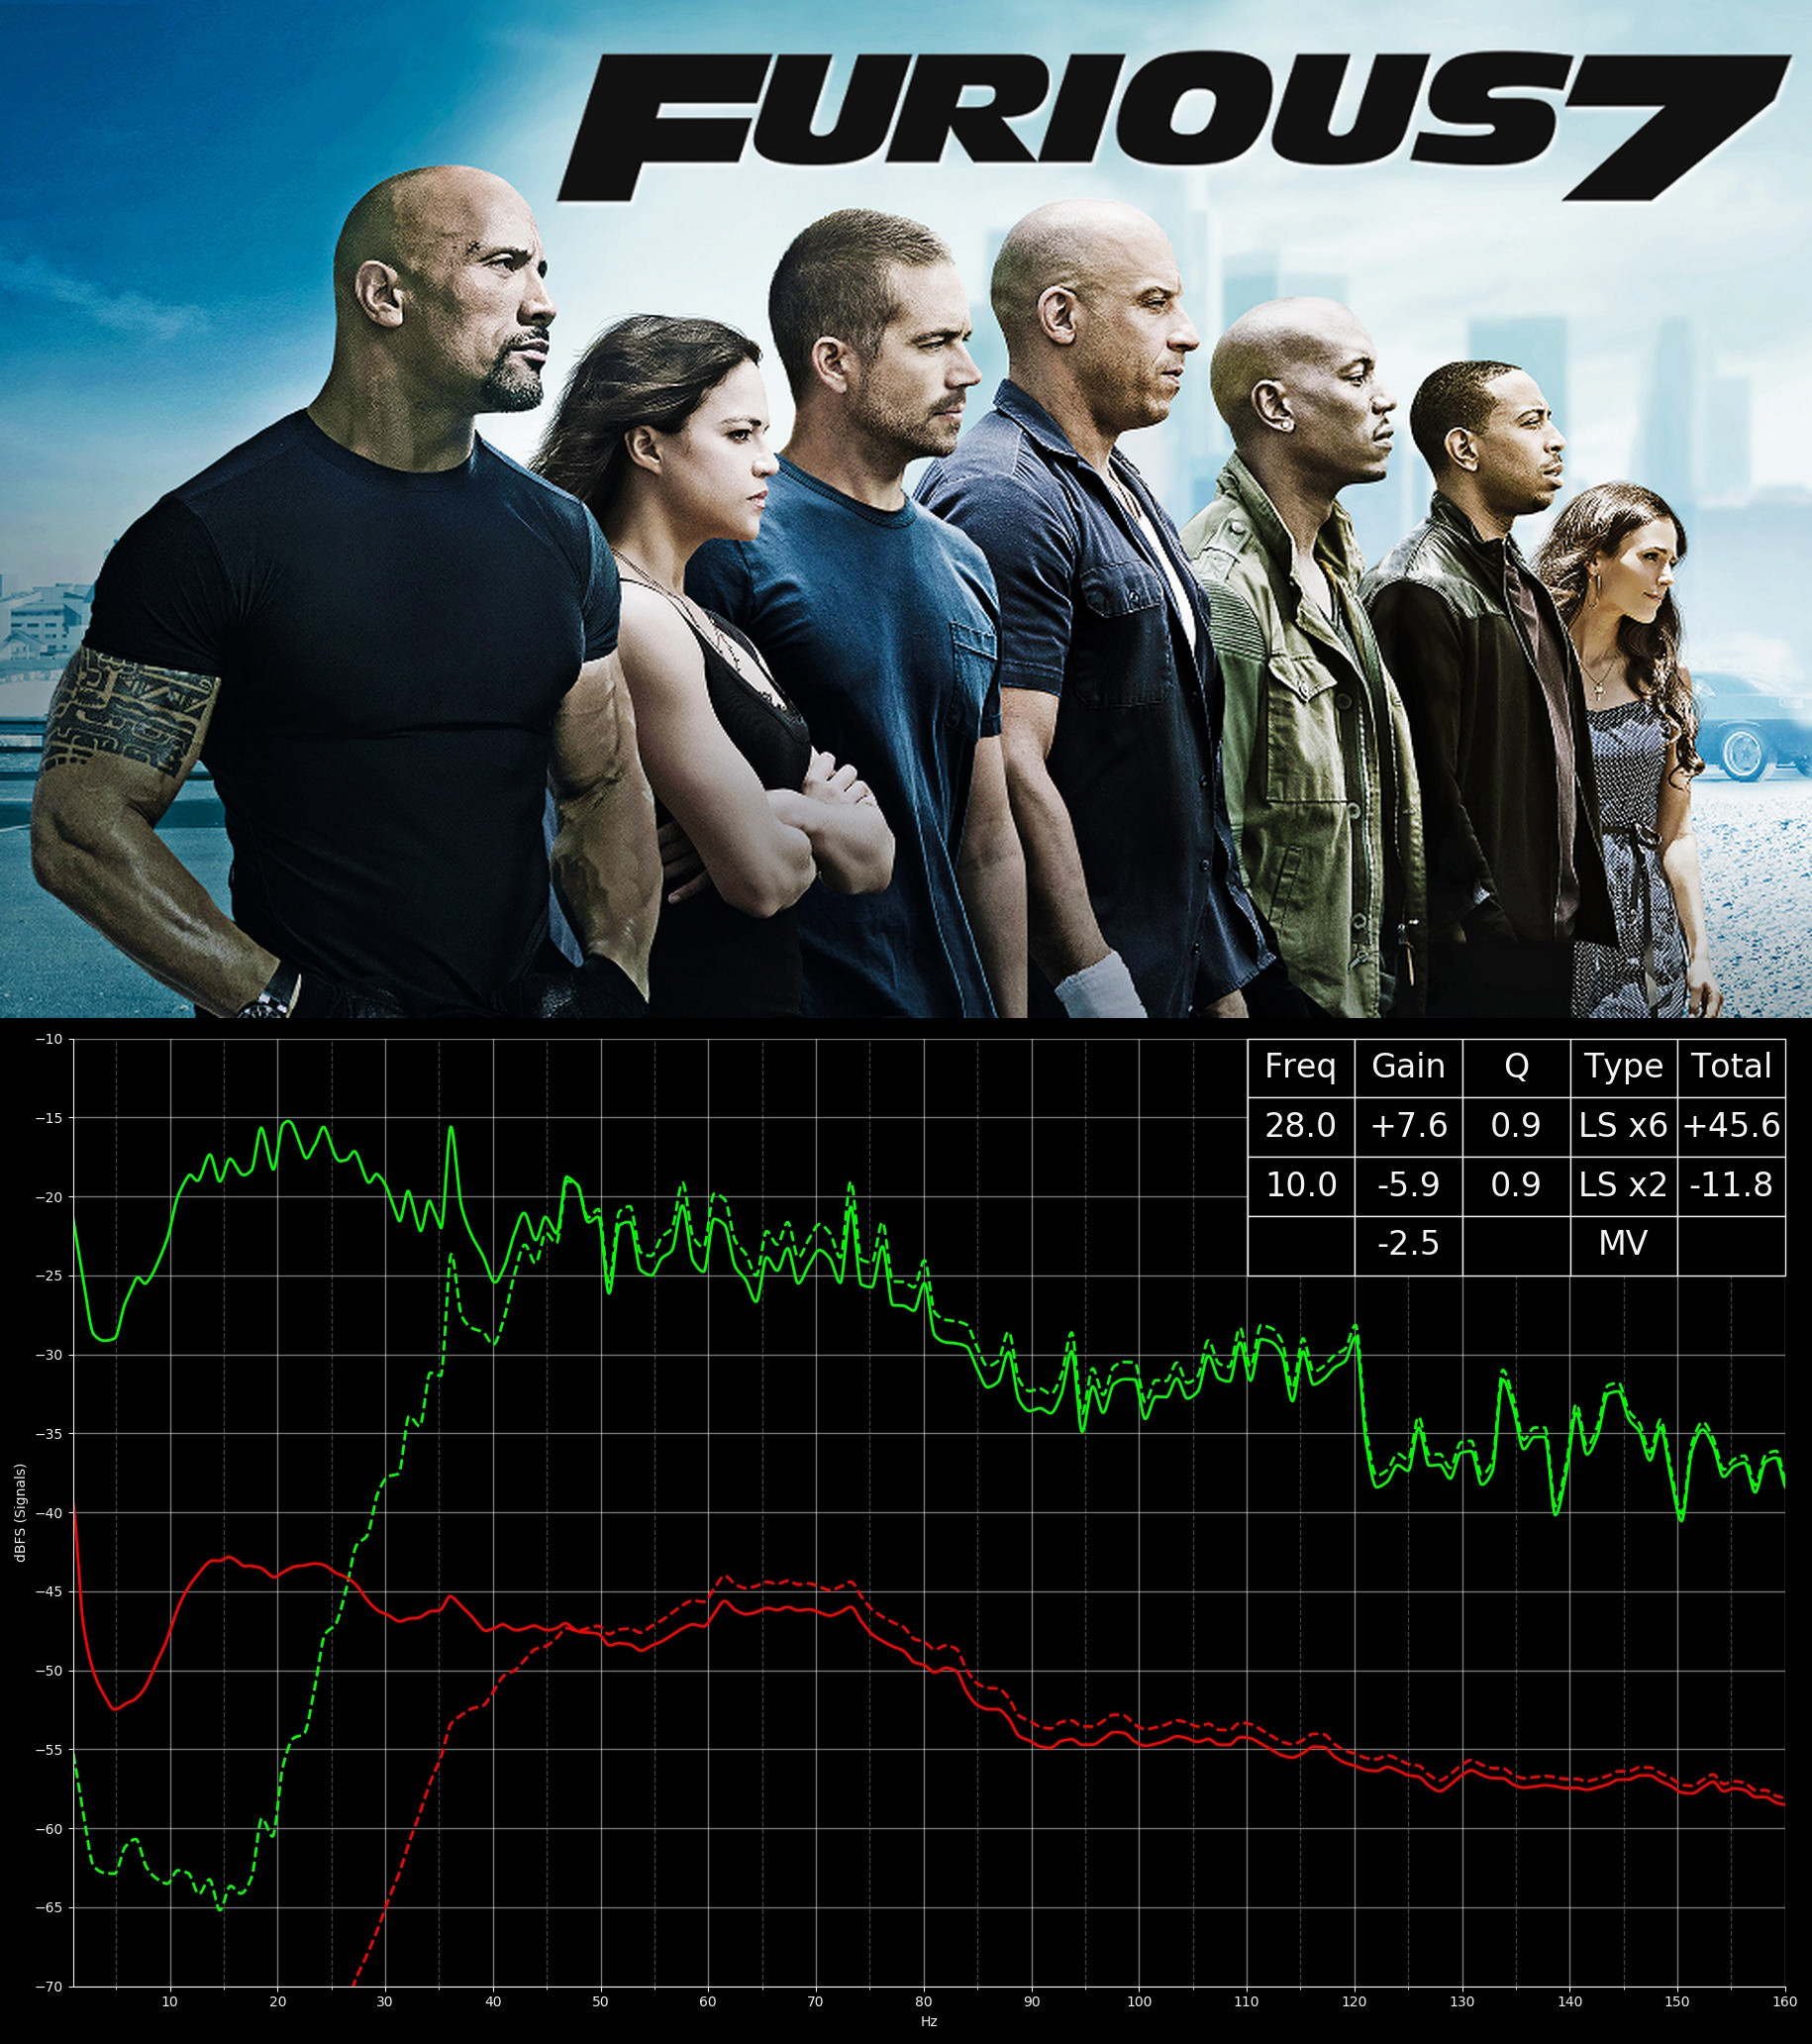 FURIOUS 7
Freq Gain Q Type Total
28.0 +7.6 0.9 LS x6 +45.6
10.0 -5.9 0.9 LS x2 -11.8
-2.5 MV
−10
−15
−20
−25
−30
−35
−40
−45
−50
−55
−60
−65
−70
dBFS (Signals)
10 20 30 40 50 60 70 80 90 100 110 120 130 140 150 160
Hz